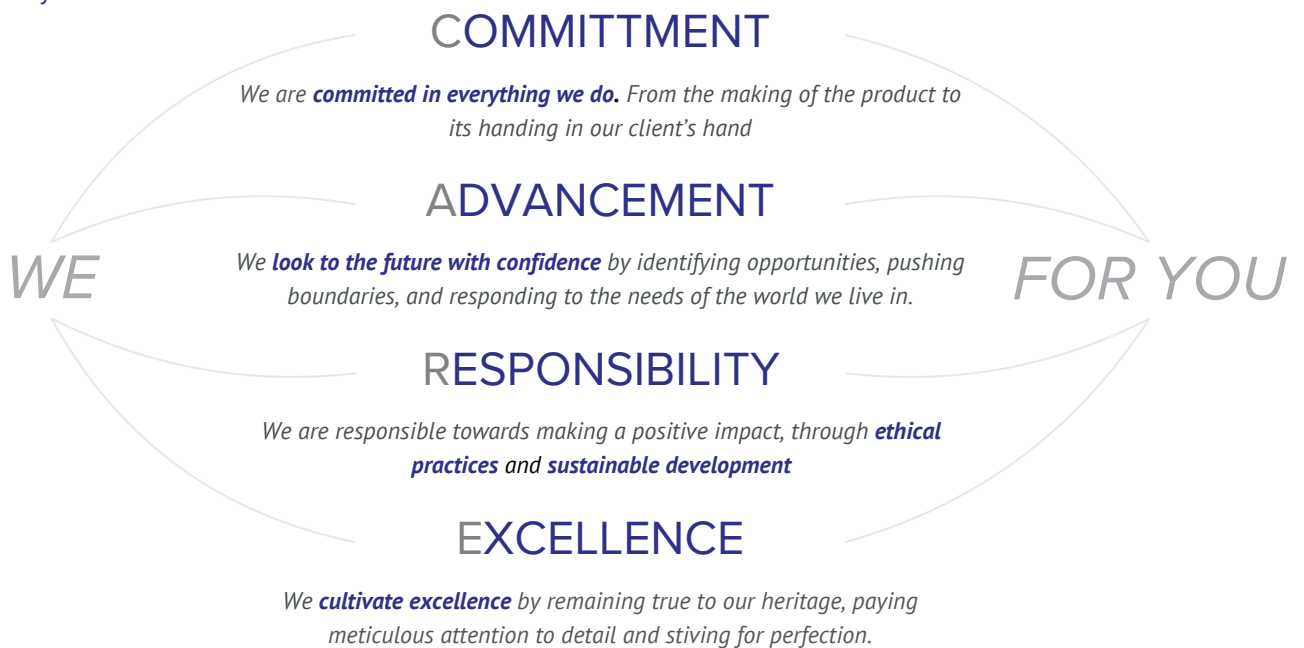 COMMITTMENT
We are committed in everything we do. From the making of the product to
its handing in our client's hand
ADVANCEMENT
WE
We look to the future with confidence by identifying opportunities, pushing
boundaries, and responding to the needs of the world we live in.
FOR YOU
RESPONSIBILITY
We are responsible towards making a positive impact, through ethical
practices and sustainable development
EXCELLENCE
We cultivate excellence by remaining true to our heritage, paying
meticulous attention to detail and stiving for perfection.